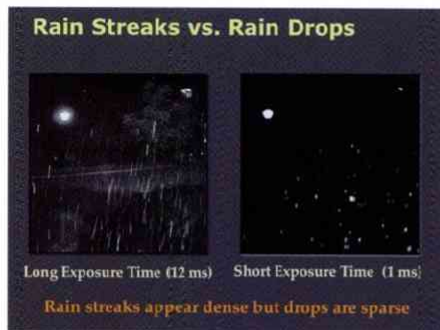 Rain Streaks vs. Rain Drops
Long Exposure Time (12 ms)
Short Exposure Time (1 ms)
Rain streaks appear dense but drops are sparse